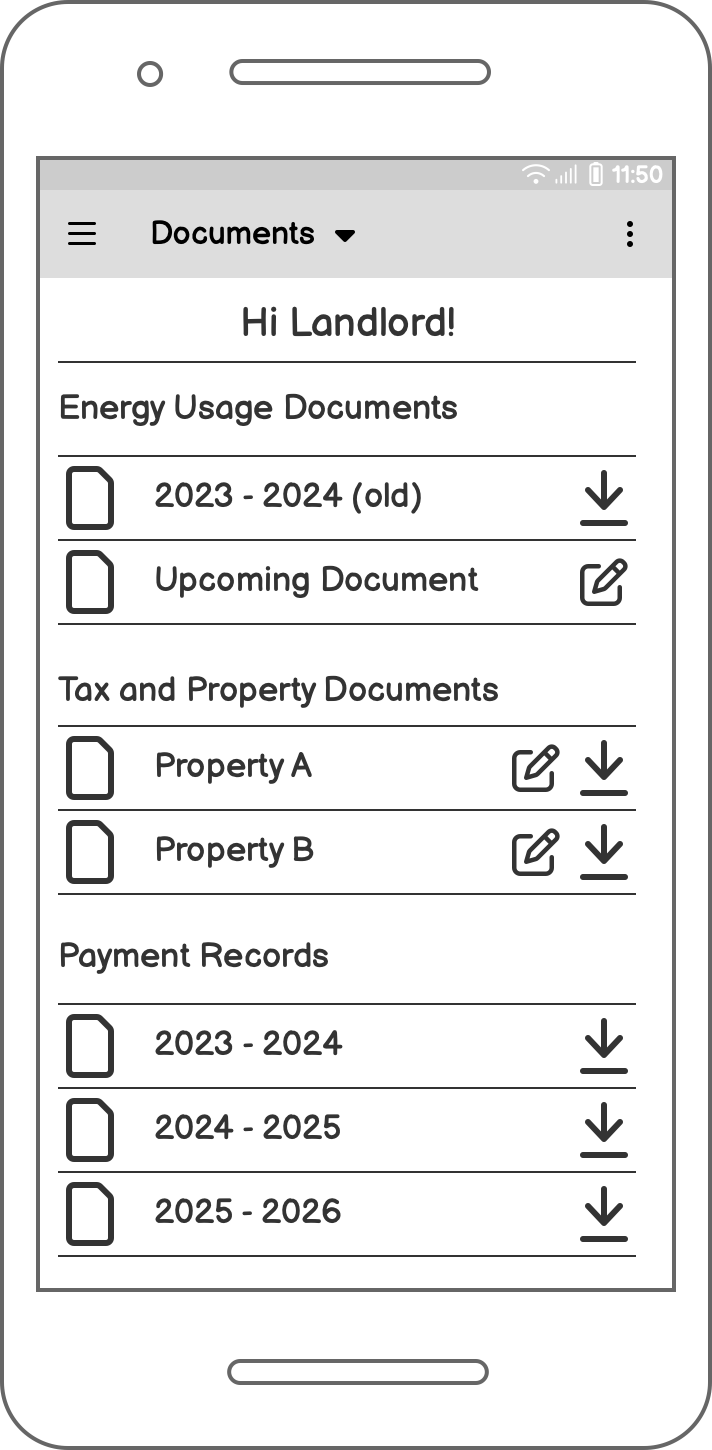 11:50
Documents
Hi Landlord!
Energy Usage Documents
2023 - 2024 (old)
Upcoming Document
Tax and Property Documents
Property A
Property B
Payment Records
2023 - 2024
2024 - 2025
2025 - 2026